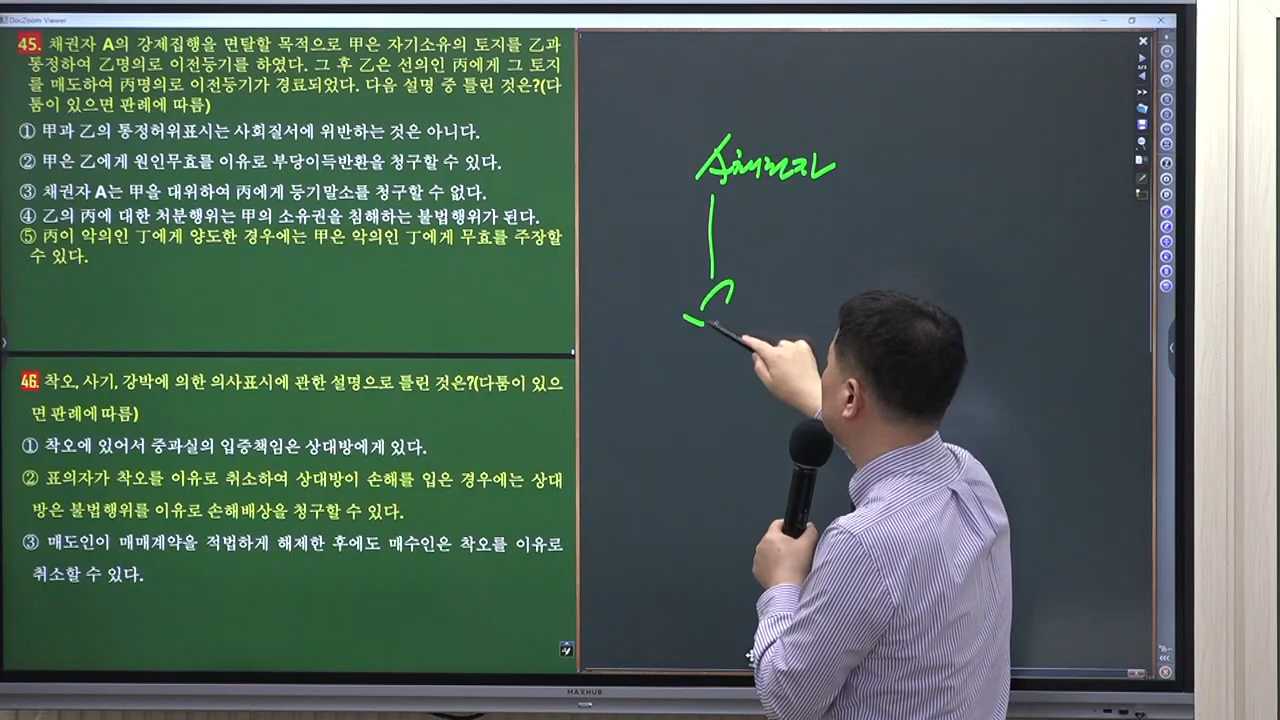 DocZoom Viewer
45. 채권자 A의 강제집행을 면탈할 목적으로 甲은 자기소유의 토지를 乙과
통정하여 乙명의로 이전등기를 하였다. 그 후 乙은 선의인 丙에게 그 토지
를 매도하여 丙명의로 이전등기가 경료되었다. 다음 설명 중 틀린 것은?(다
툼이 있으면 판례에 따름)
① 甲과 乙의 통정허위표시는 사회질서에 위반하는 것은 아니다.
② 甲은 乙에게 원인무효를 이유로 부당이득반환을 청구할 수 있다.
③ 채권자 A는 甲을 대위하여 丙에게 등기말소를 청구할 수 없다.
④ 乙의 丙에 대한 처분행위는 甲의 소유권을 침해하는 불법행위가 된다.
⑤ 丙이 악의인 丁에게 양도한 경우에는 甲은 악의인 丁에게 무효를 주장할
수 있다.
46. 착오, 사기, 강박에 의한 의사표시에 관한 설명으로 틀린 것은?(다툼이 있으
면 판례에 따름)
① 착오에 있어서 중과실의 입증책임은 상대방에게 있다.
② 표의자가 착오를 이유로 취소하여 상대방이 손해를 입은 경우에는 상대
방은 불법행위를 이유로 손해배상을 청구할 수 있다.
③ 매도인이 매매계약을 적법하게 해제한 후에도 매수인은 착오를 이유로
취소할 수 있다.
MAXHUB